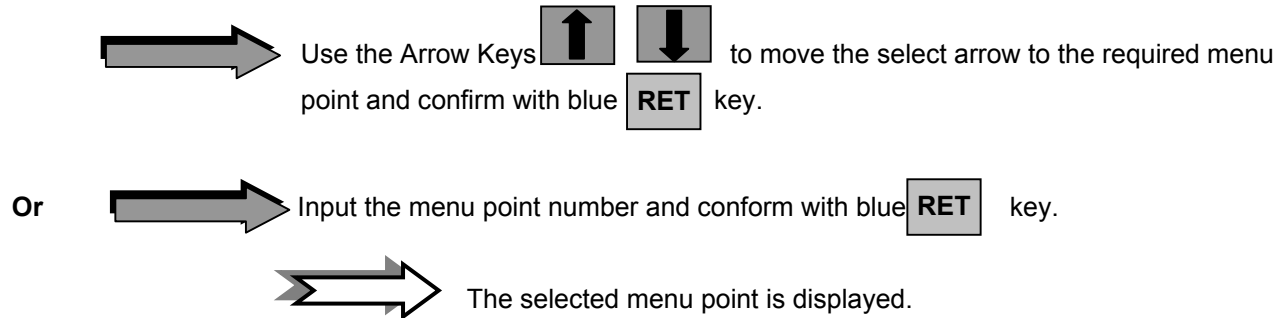 Use the Arrow Keys to move the select arrow to the required menu
point and confirm with blue RET key.
Or Input the menu point number and conform with blue RET key.
The selected menu point is displayed.